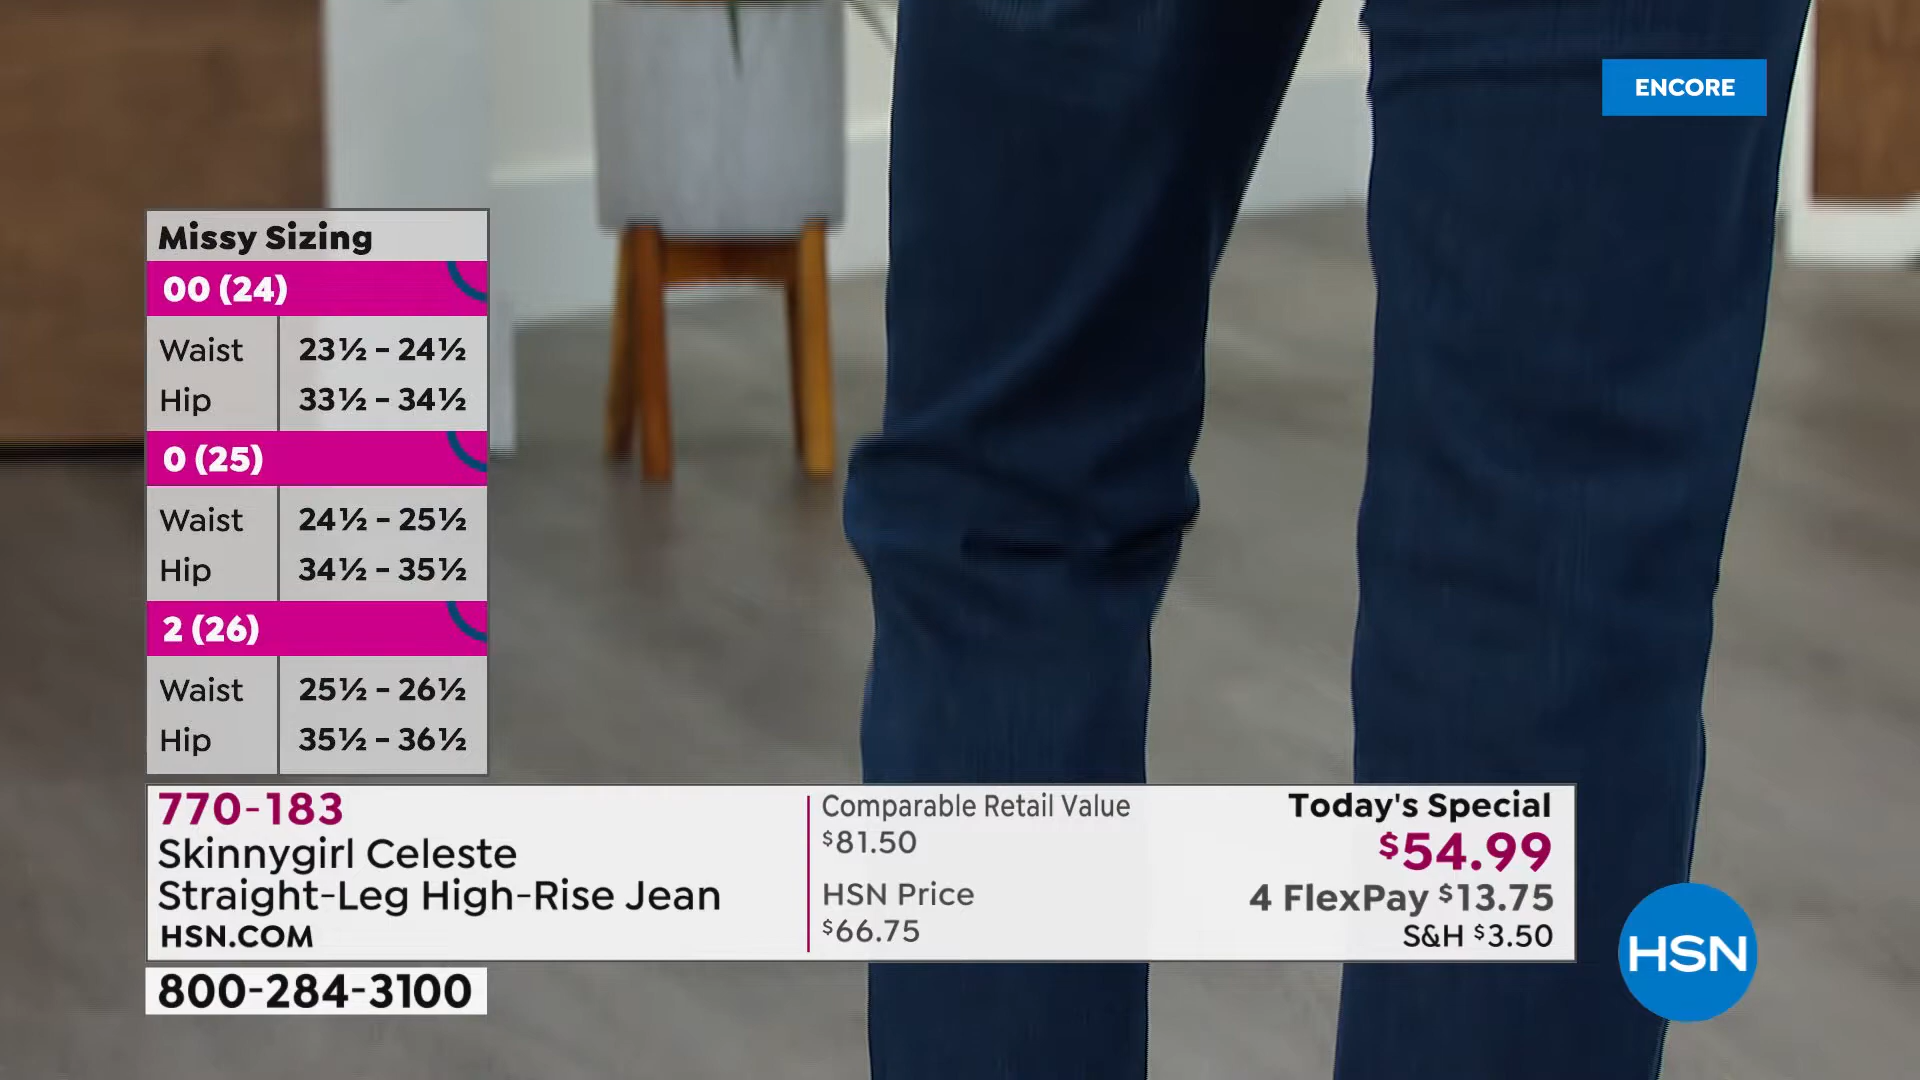 ENCORE
Missy Sizing
00 (24)
Waist 23½ - 24½
Hip 33½ - 34½
0 (25)
Waist 24½ - 25½
Hip 34½ - 35½
2 (26)
Waist 25½ - 26½
Hip 35½ - 36½
770-183
Skinnygirl Celeste
Straight-Leg High-Rise Jean
HSN.COM
Comparable Retail Value
$81.50
HSN Price
$66.75
Today's Special
$54.99
4 FlexPay $13.75
S&H $3.50
HSN
800-284-3100